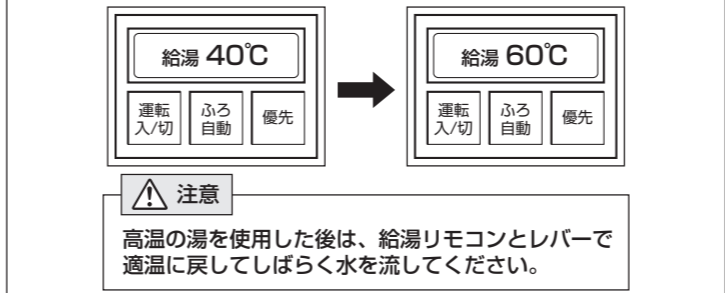 給湯 40℃
運転
入/切
ふろ
自動
優先
給湯 60℃
運転
入/切
ふろ
自動
優先
注意
高温の湯を使用した後は、給湯リモコンとレバーで
適温に戻してしばらく水を流してください。